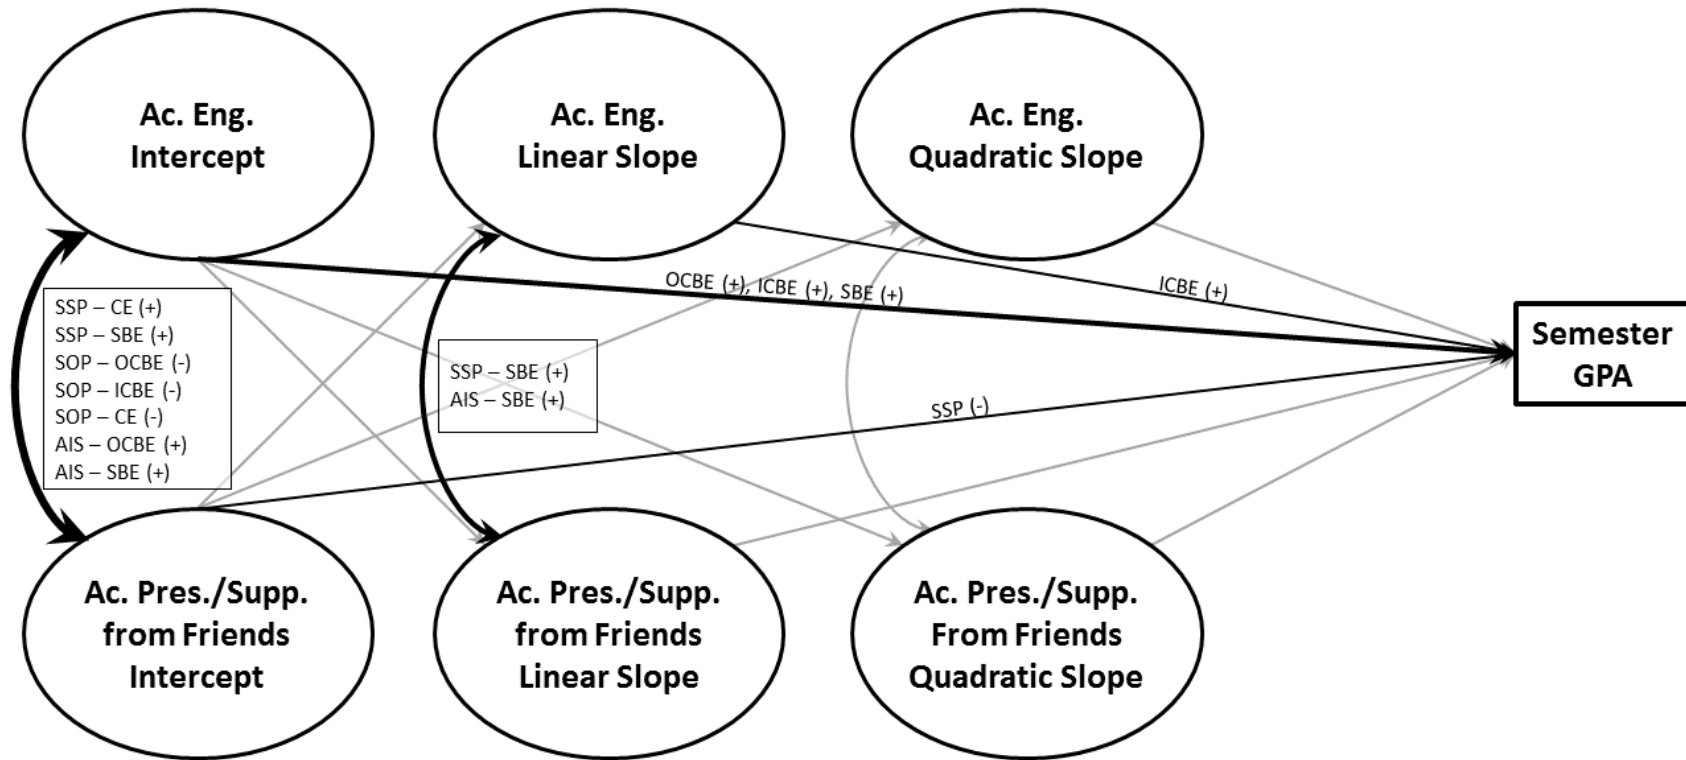 Ac. Eng.
Intercept
Ac. Eng.
Linear Slope
Ac. Eng.
Quadratic Slope
OCBE (+), ICBE (+), SBE (+)
ICBE (+)
SSP – CE (+)
SSP – SBE (+)
SOP – OCBE (-)
SOP – ICBE (-)
SOP – CE (-)
AIS – OCBE (+)
AIS – SBE (+)
SSP – SBE (+)
AIS – SBE (+)
SSP (-)
Semester
GPA
Ac. Pres./Supp.
from Friends
Intercept
Ac. Pres./Supp.
from Friends
Linear Slope
Ac. Pres./Supp.
From Friends
Quadratic Slope